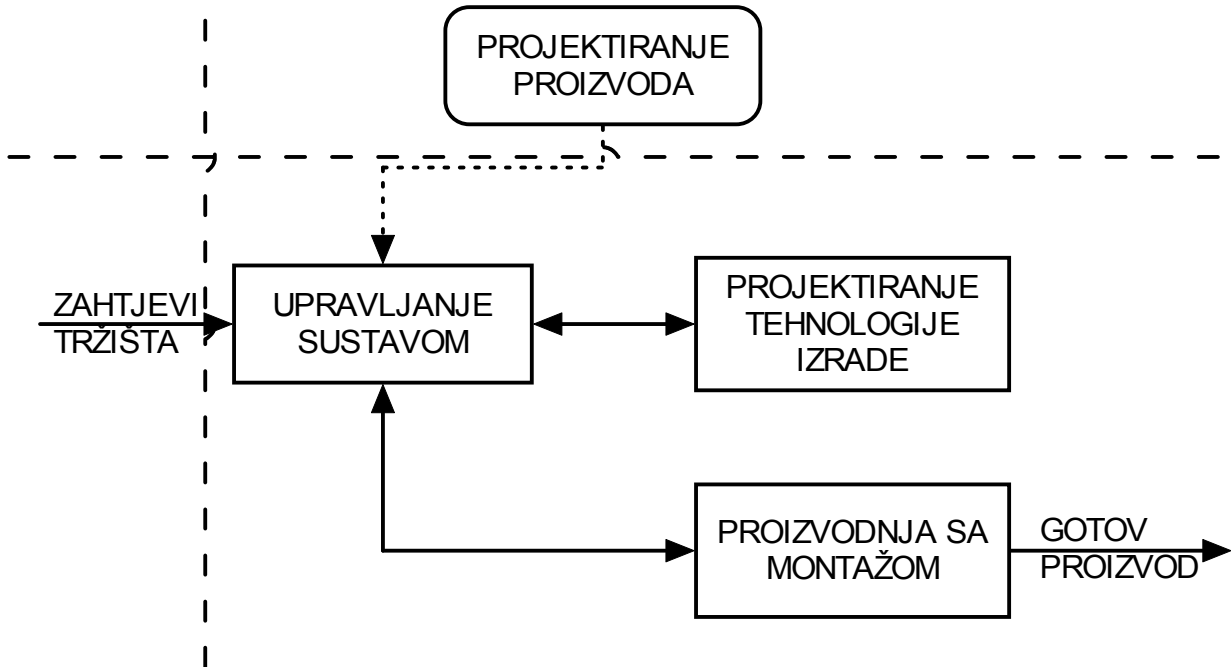 PROJEKTIRANJE
PROIZVODA
ZAHTJEVI
TRŽIŠTA
UPRAVLJANJE
SUSTAVOM
PROJEKTIRANJE
TEHNOLOGIJE
IZRADE
PROIZVODNJA SA
MONTAŽOM
GOTOV
PROIZVOD